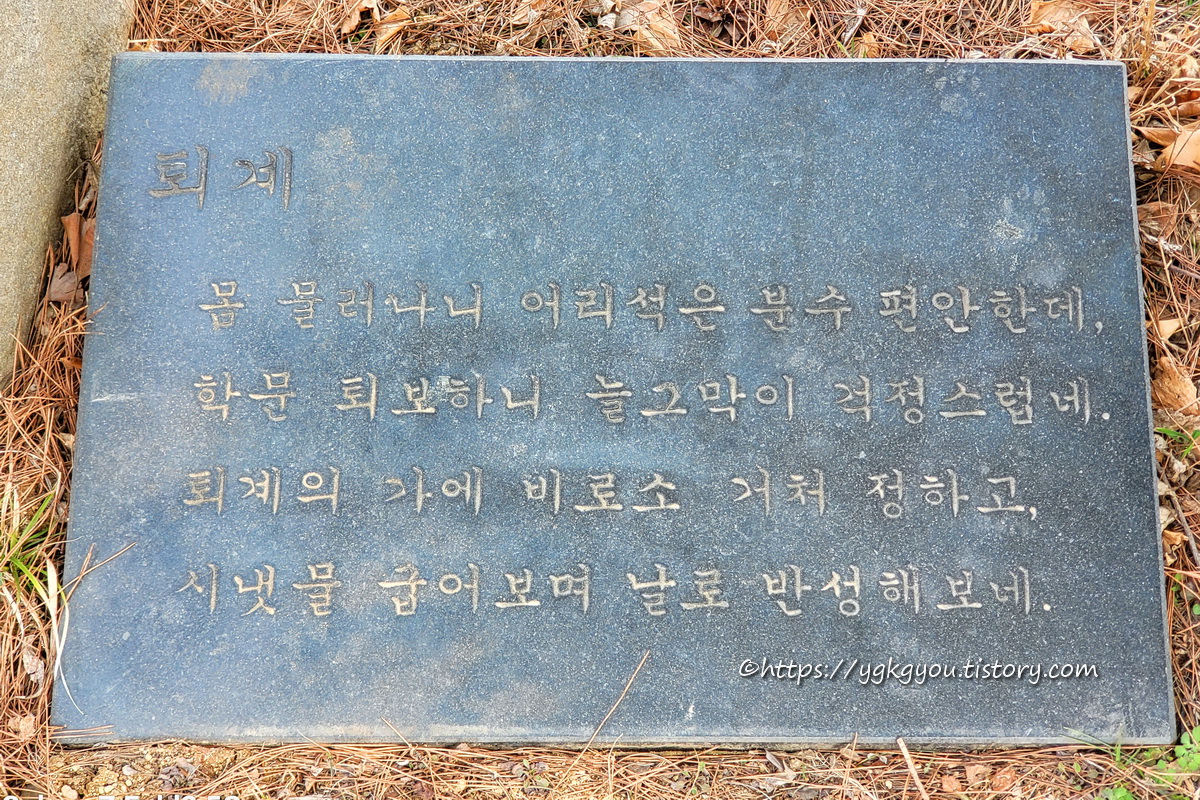 퇴계
몸 물러나니 어리석은 분수 편안한데,
학문 퇴보하니 늘그막이 걱정스럽네.
퇴계의 가에 비로소 거처 정하고,
시냇물 굽어보며 날로 반성해보네.
©https://ygkgyou.tistory.com